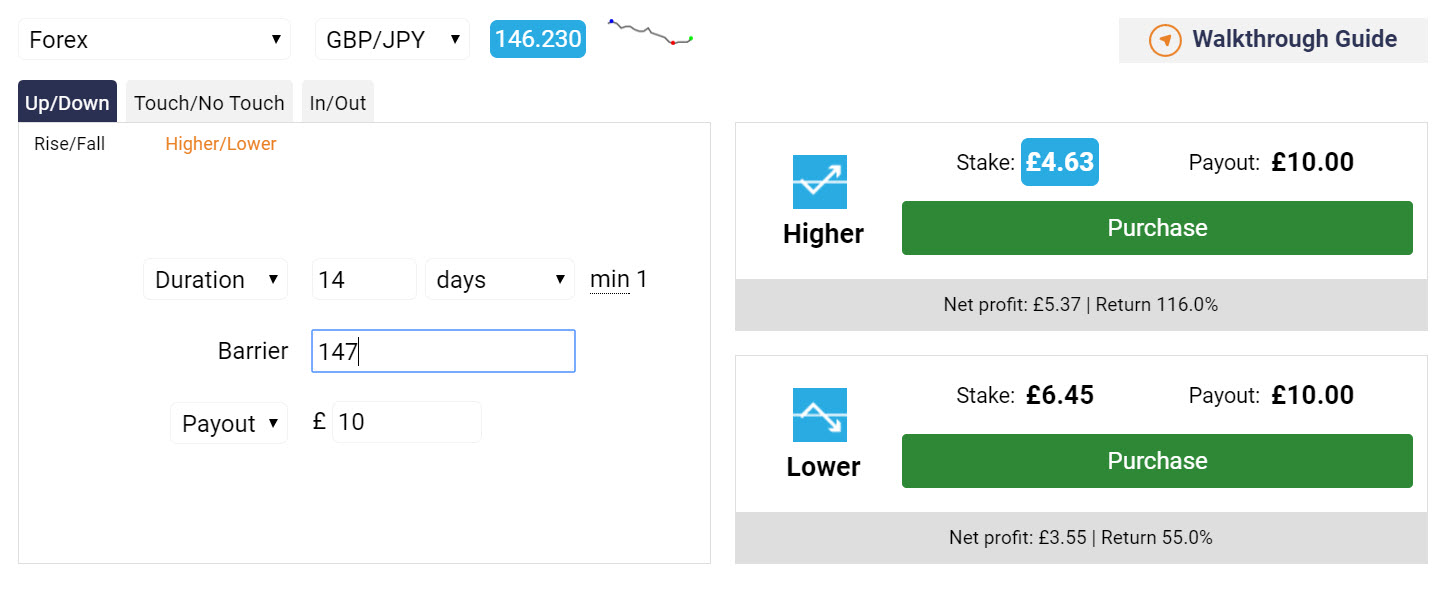 Forex GBP/JPY 146.230 Walkthrough Guide
Up/Down Touch/No Touch In/Out
Rise/Fall Higher/Lower
Duration 14 days min 1
Barrier 147
Payout £ 10
Stake: £4.63 Payout: £10.00
Higher Purchase
Net profit: £5.37 | Return 116.0%
Stake: £6.45 Payout: £10.00
Lower Purchase
Net profit: £3.55 | Return 55.0%